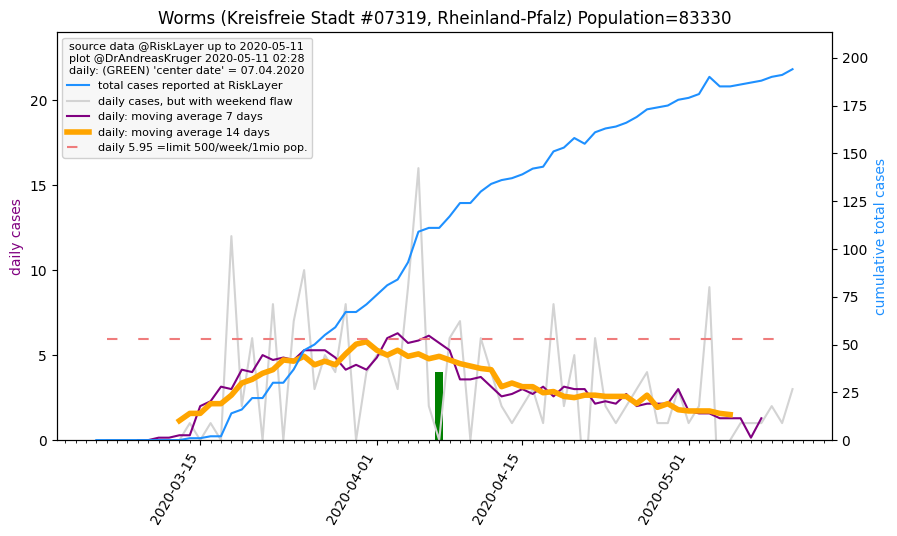 Worms (Kreisfreie Stadt #07319, Rheinland-Pfalz) Population=83330
source data @RiskLayer up to 2020-05-11
plot @DrAndreasKruger 2020-05-11 02:28
daily: (GREEN) 'center date' = 07.04.2020
total cases reported at RiskLayer
daily cases, but with weekend flaw
daily: moving average 7 days
daily: moving average 14 days
daily 5.95 =limit 500/week/1mio pop.
daily cases
0
5
10
15
20
cumulative total cases
0
25
50
75
100
125
150
175
200
2020-03-15
2020-04-01
2020-04-15
2020-05-01